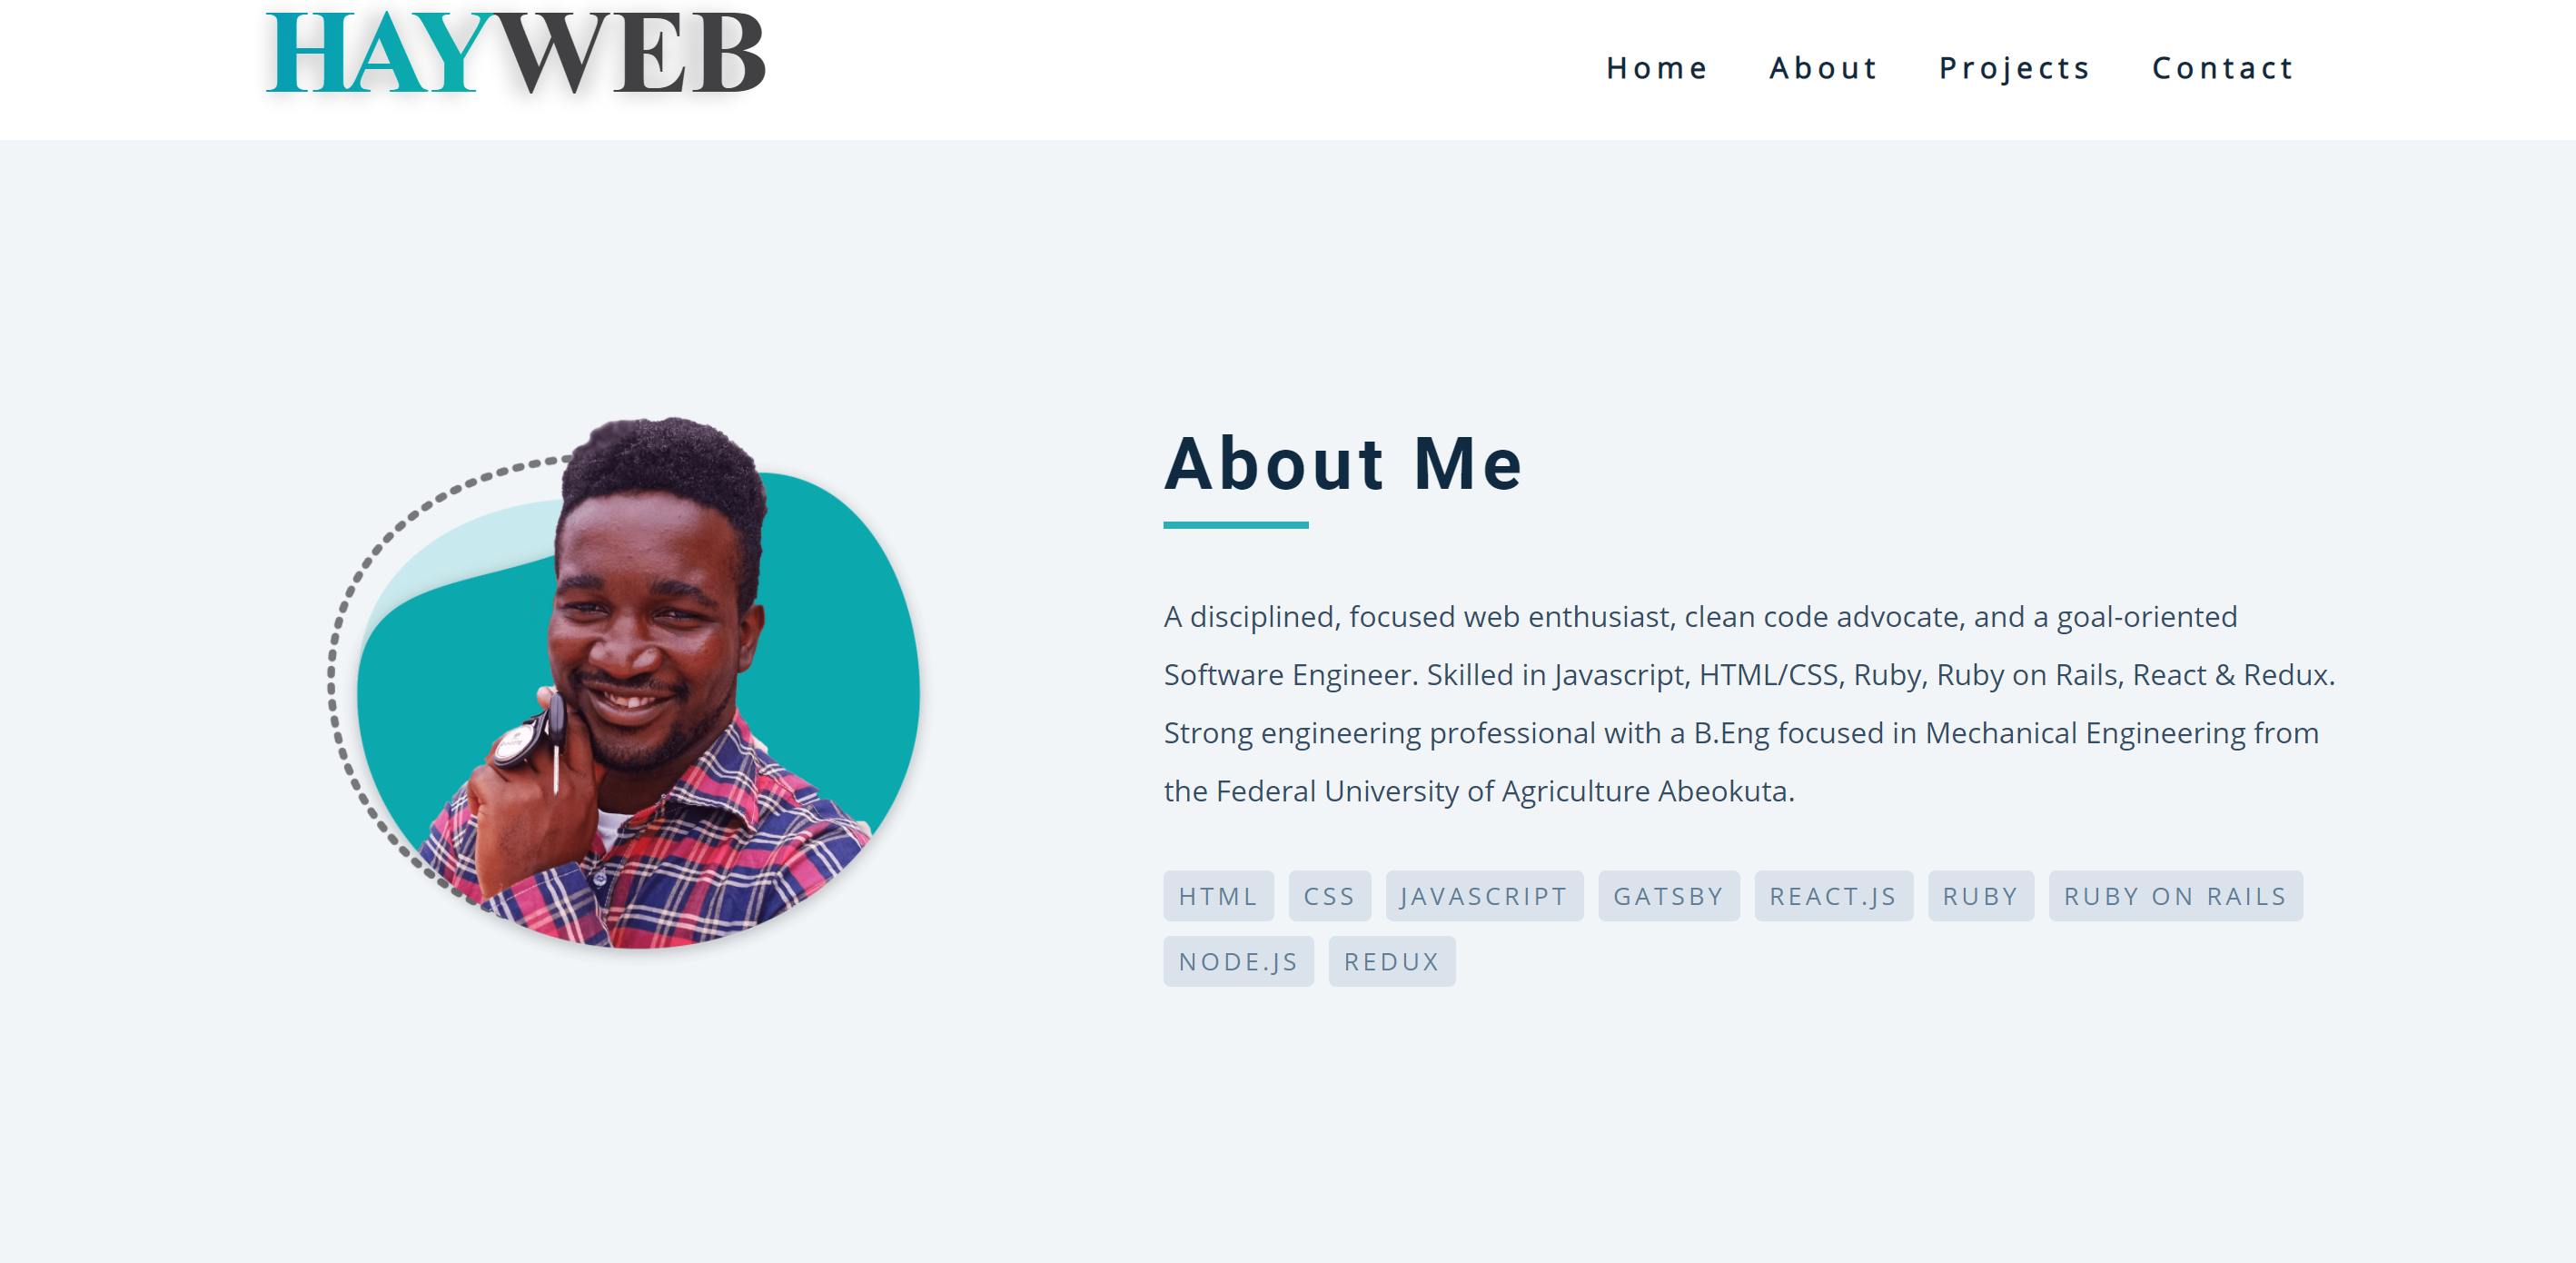 HAYWEB
Home About Projects Contact
About Me
A disciplined, focused web enthusiast, clean code advocate, and a goal-oriented
Software Engineer. Skilled in Javascript, HTML/CSS, Ruby, Ruby on Rails, React & Redux.
Strong engineering professional with a B.Eng focused in Mechanical Engineering from
the Federal University of Agriculture Abeokuta.
HTML CSS JAVASCRIPT GATSBY REACT.JS RUBY RUBY ON RAILS
NODE.JS REDUX